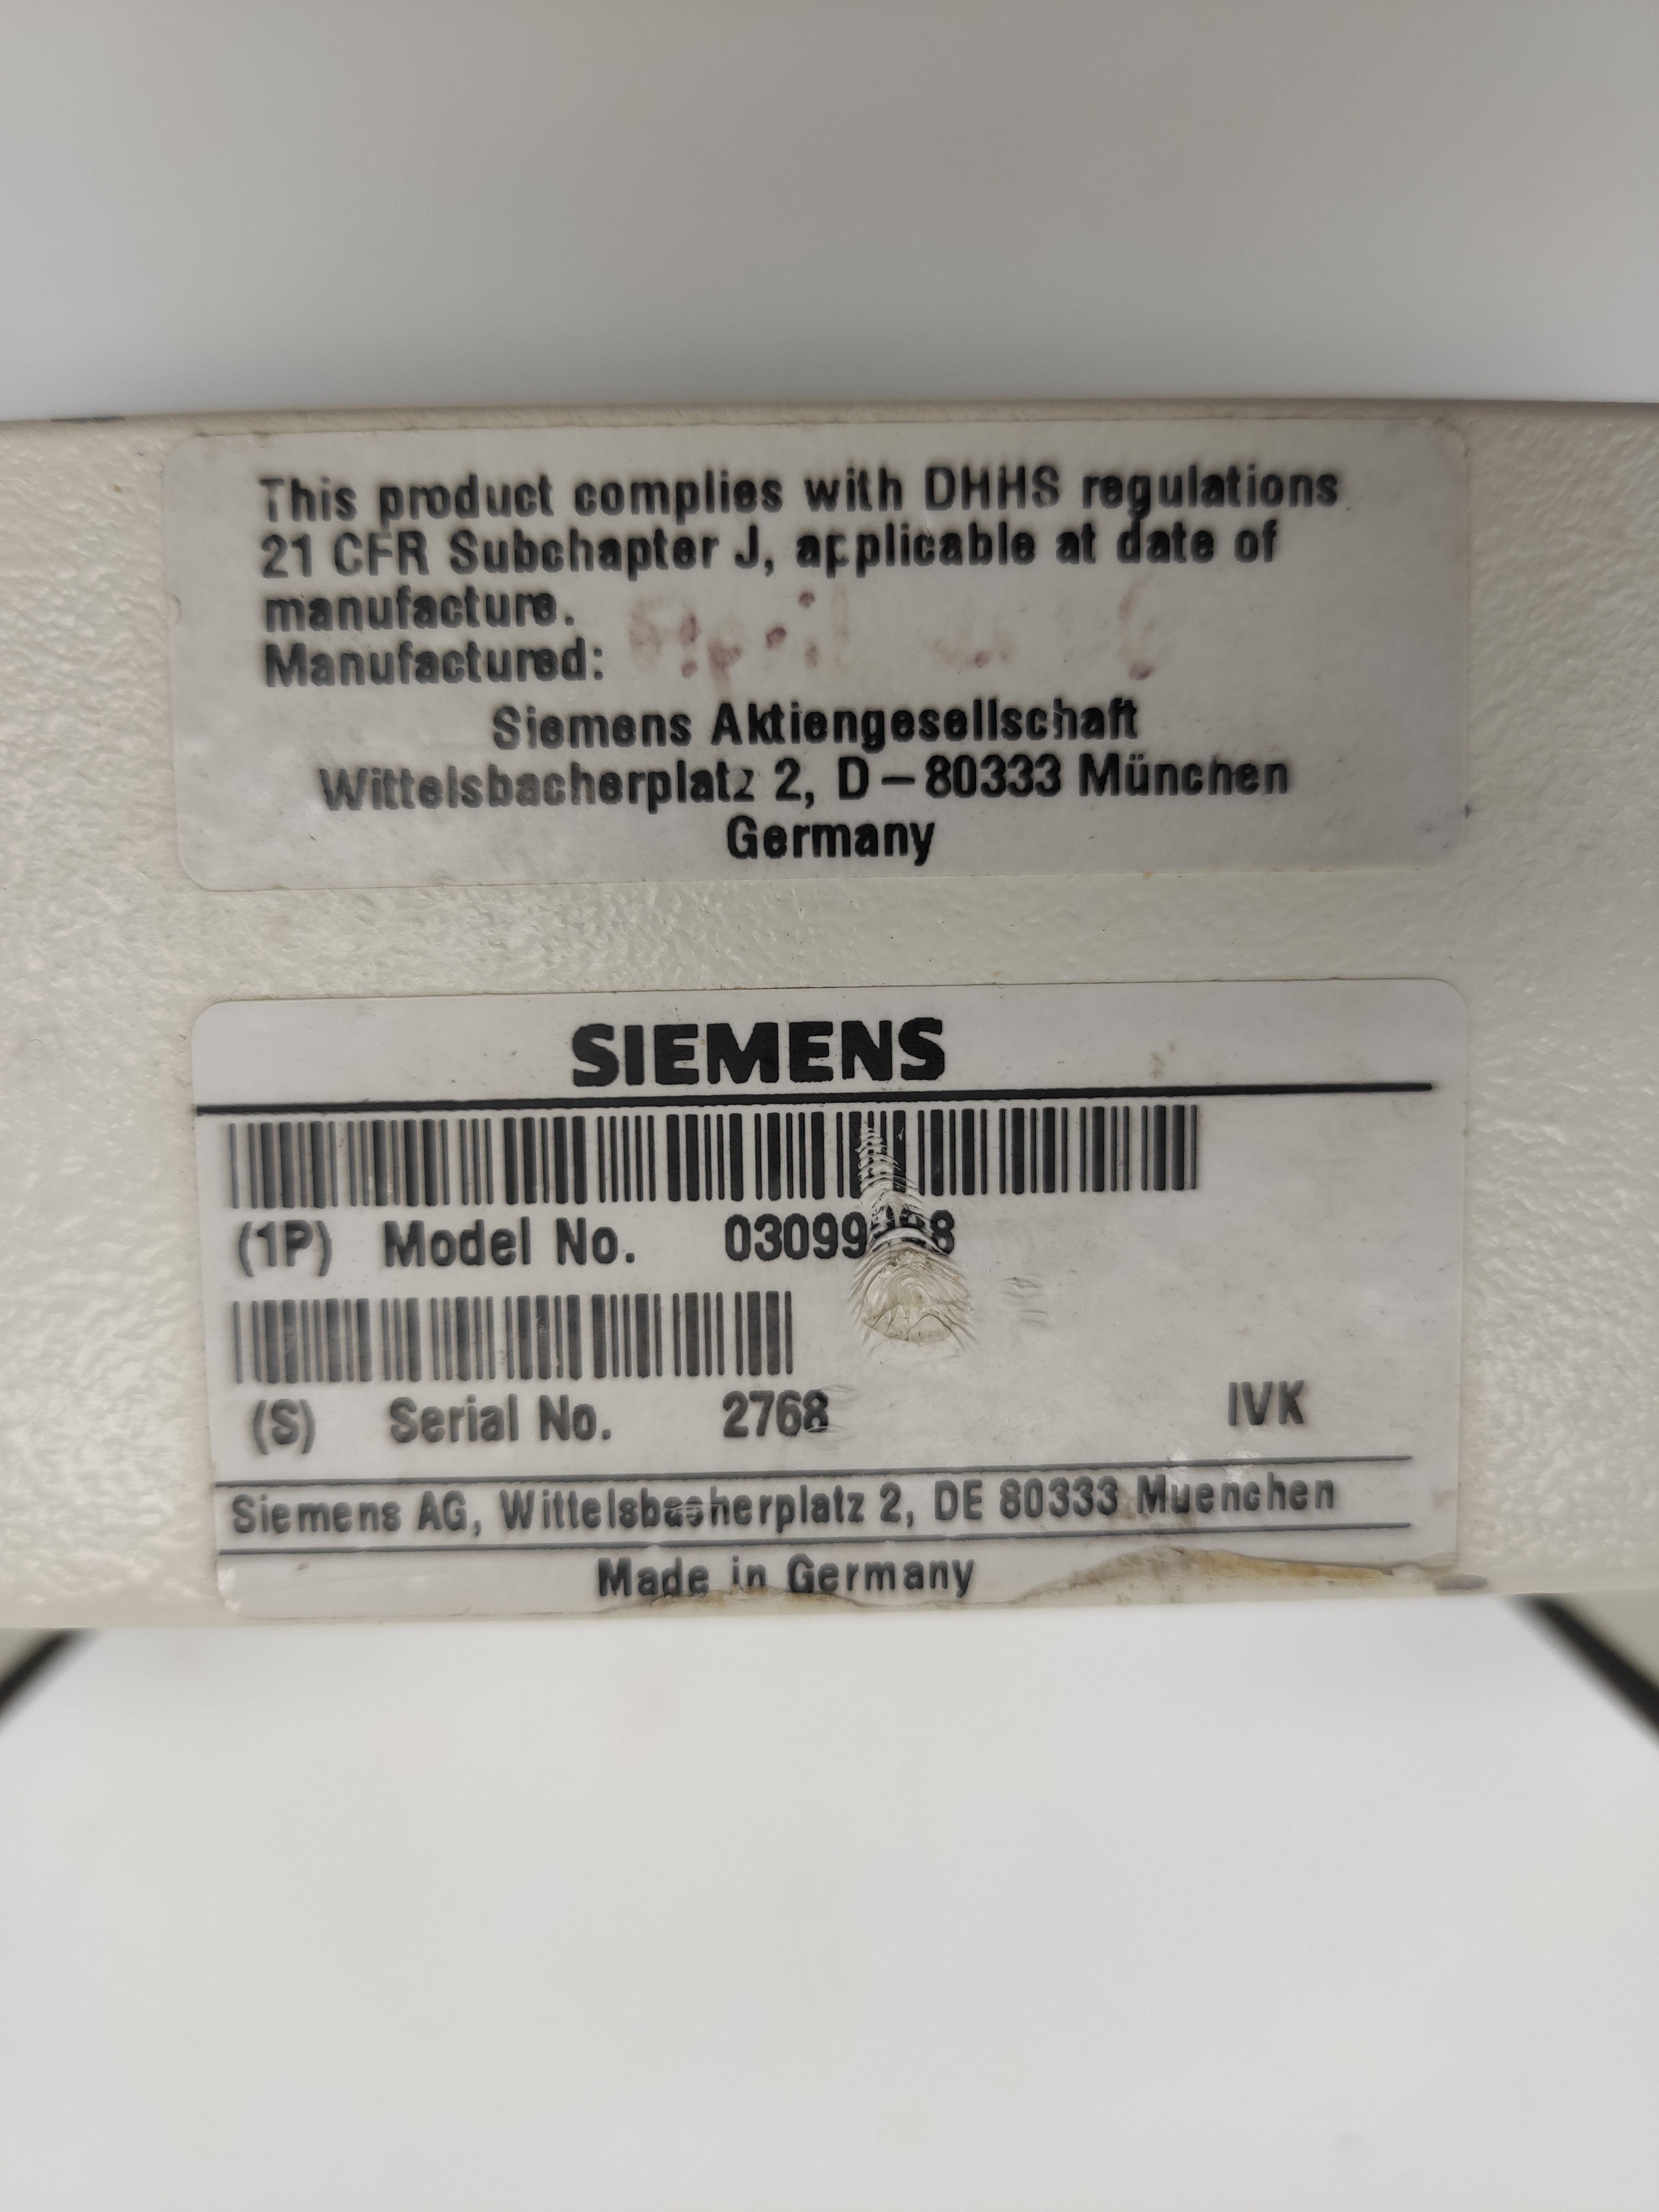 This product complies with DHHS regulations
21 CFR Subchapter J, applicable at date of
manufacture.
Manufactured:
Siemens Aktiengesellschaft
Wittelsbacherplatz 2, D-80333 München
Germany
SIEMENS
(1P) Model No.
(S) Serial No. 2768 IVK
Siemens AG, Wittelsbacherplatz 2, DE 80333 Muenchen
Made in Germany